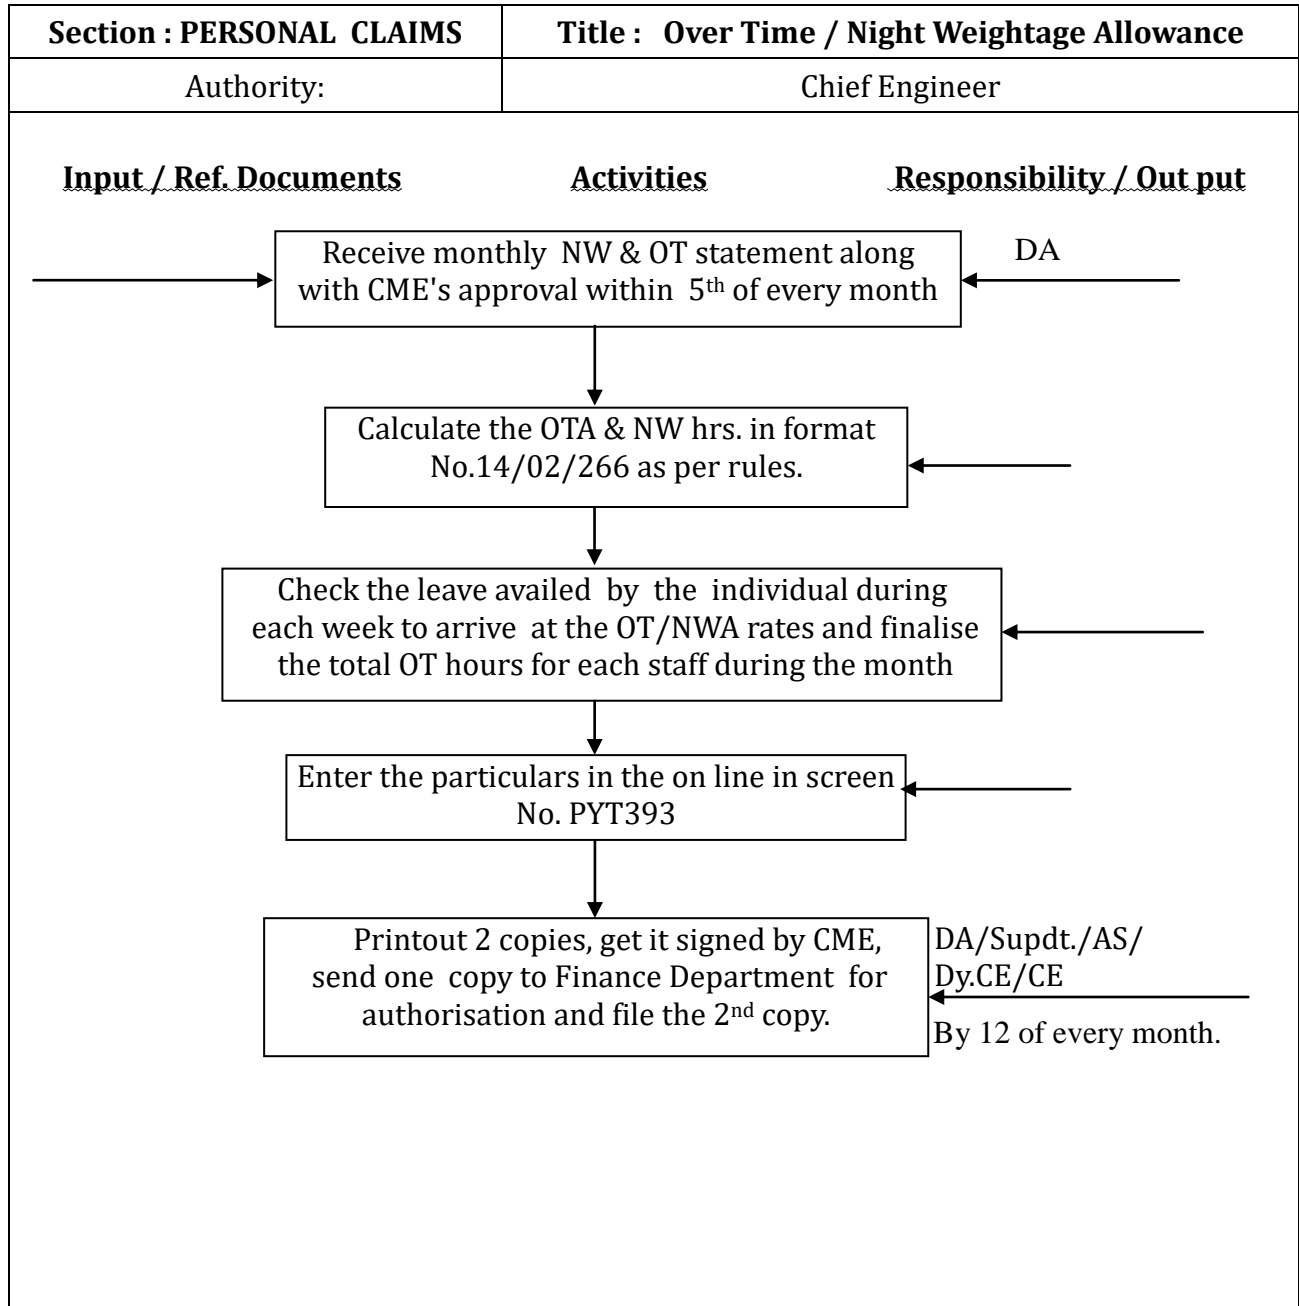 Section : PERSONAL CLAIMS
Title : Over Time / Night Weightage Allowance
Authority:
Chief Engineer
Input / Ref. Documents
Activities
Responsibility / Out put
Receive monthly NW & OT statement along
with CME's approval within 5th of every month
DA
Calculate the OTA & NW hrs. in format
No.14/02/266 as per rules.
Check the leave availed by the individual during
each week to arrive at the OT/NWA rates and finalise
the total OT hours for each staff during the month
Enter the particulars in the on line in screen
No. PYT393
Printout 2 copies, get it signed by CME,
send one copy to Finance Department for
authorisation and file the 2nd copy.
DA/Supdt./AS/
Dy.CE/CE
By 12 of every month.